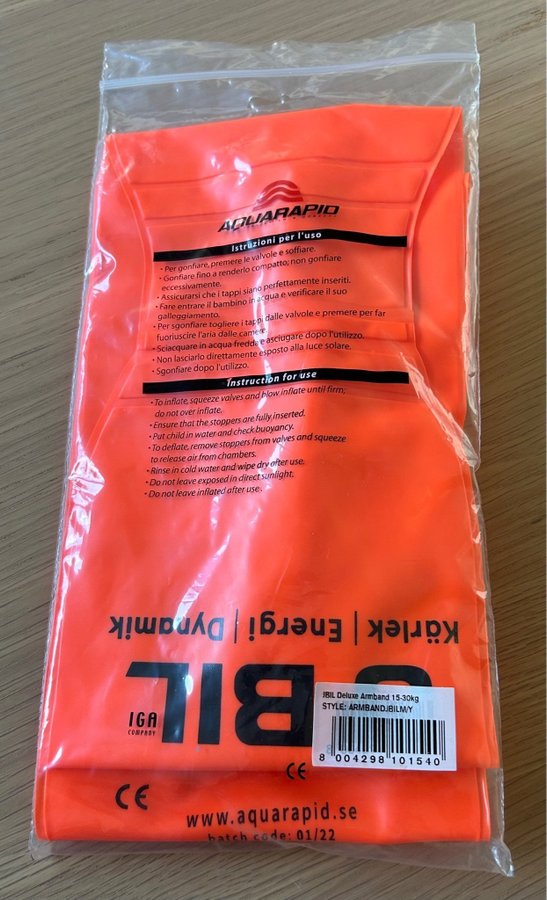 AQUARAPID
Istruzioni per l'uso
• Per gonfiare, premere le valvole e soffiare.
• Gonfiare fino a renderlo compatto; non gonfiare
eccessivamente.
• Assicurarsi che i tappi siano perfettamente inseriti.
• Fare entrare il bambino in acqua e verificare il suo
galleggiamento.
• Per sgonfiare togliere i tappi dalle valvole e premere per far
fuoriuscire l'aria dalle camere.
• Sciacquare in acqua fredda e asciugare dopo l'utilizzo.
• Non lasciarlo direttamente esposto alla luce solare.
• Sgonfiare dopo l'utilizzo.
Instruction for use
• To inflate, squeeze valves and blow inflate until firm;
do not over inflate.
• Ensure that the stoppers are fully inserted.
• Put child in water and check buoyancy.
• To deflate, remove stoppers from valves and squeeze
to release air from chambers.
• Rinse in cold water and wipe dry after use.
• Do not leave exposed in direct sunlight.
• Do not leave inflated after use.
Kärlek | Energi | Dynamik
BIL
IGA
COMPANY
JBIL Deluxe Armband 15-30kg
STYLE: ARMBANDJBILM/Y
8 004298 101540
CE
CE
www.aquarapid.se
batch code: 01/22